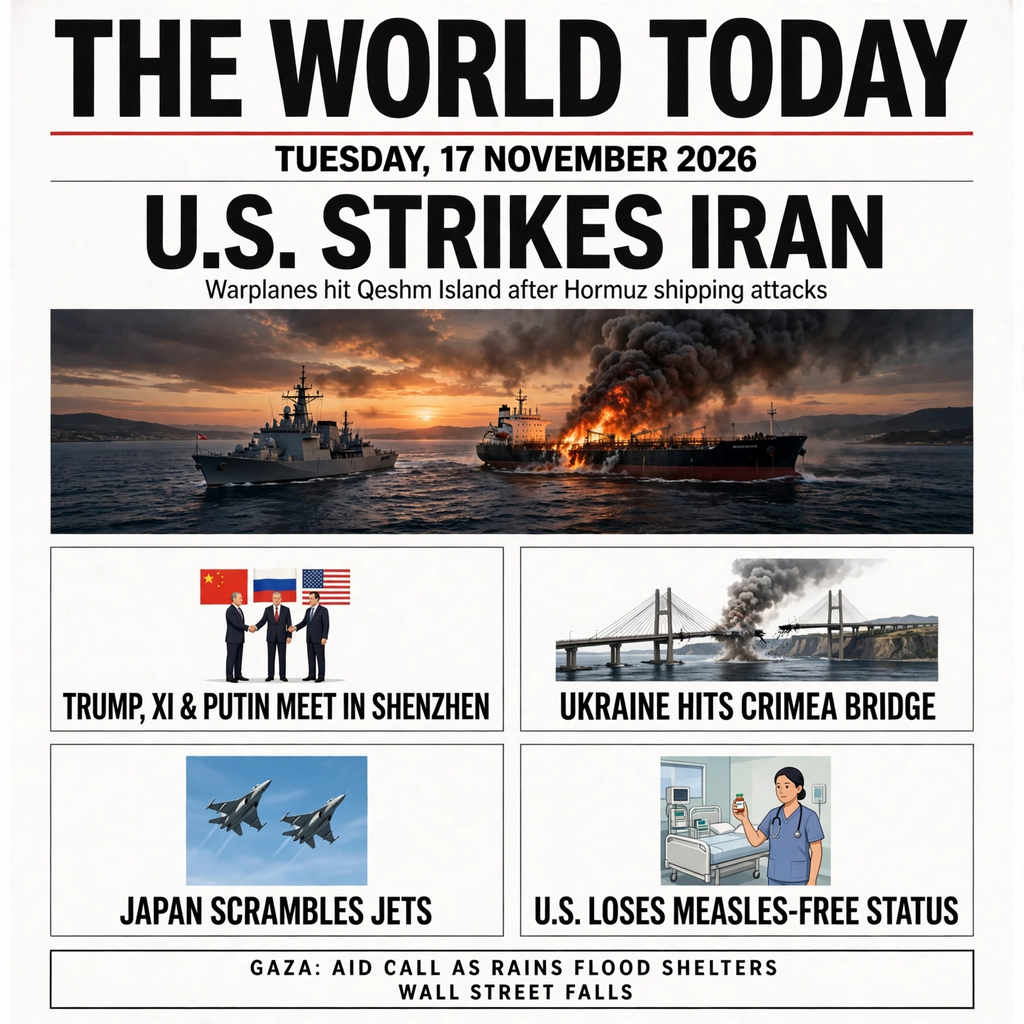 THE WORLD TODAY
TUESDAY, 17 NOVEMBER 2026
U.S. STRIKES IRAN
Warplanes hit Qeshm Island after Hormuz shipping attacks
TRUMP, XI & PUTIN MEET IN SHENZHEN
UKRAINE HITS CRIMEA BRIDGE
JAPAN SCRAMBLES JETS
U.S. LOSES MEASLES-FREE STATUS
GAZA: AID CALL AS RAINS FLOOD SHELTERS
WALL STREET FALLS